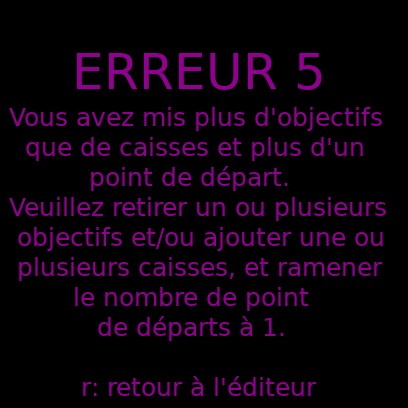 ERREUR 5
Vous avez mis plus d'objectifs
que de caisses et plus d'un
point de départ.
Veuillez retirer un ou plusieurs
objectifs et/ou ajouter une ou
plusieurs caisses, et ramener
le nombre de point
de départs à 1.
r: retour à l'éditeur